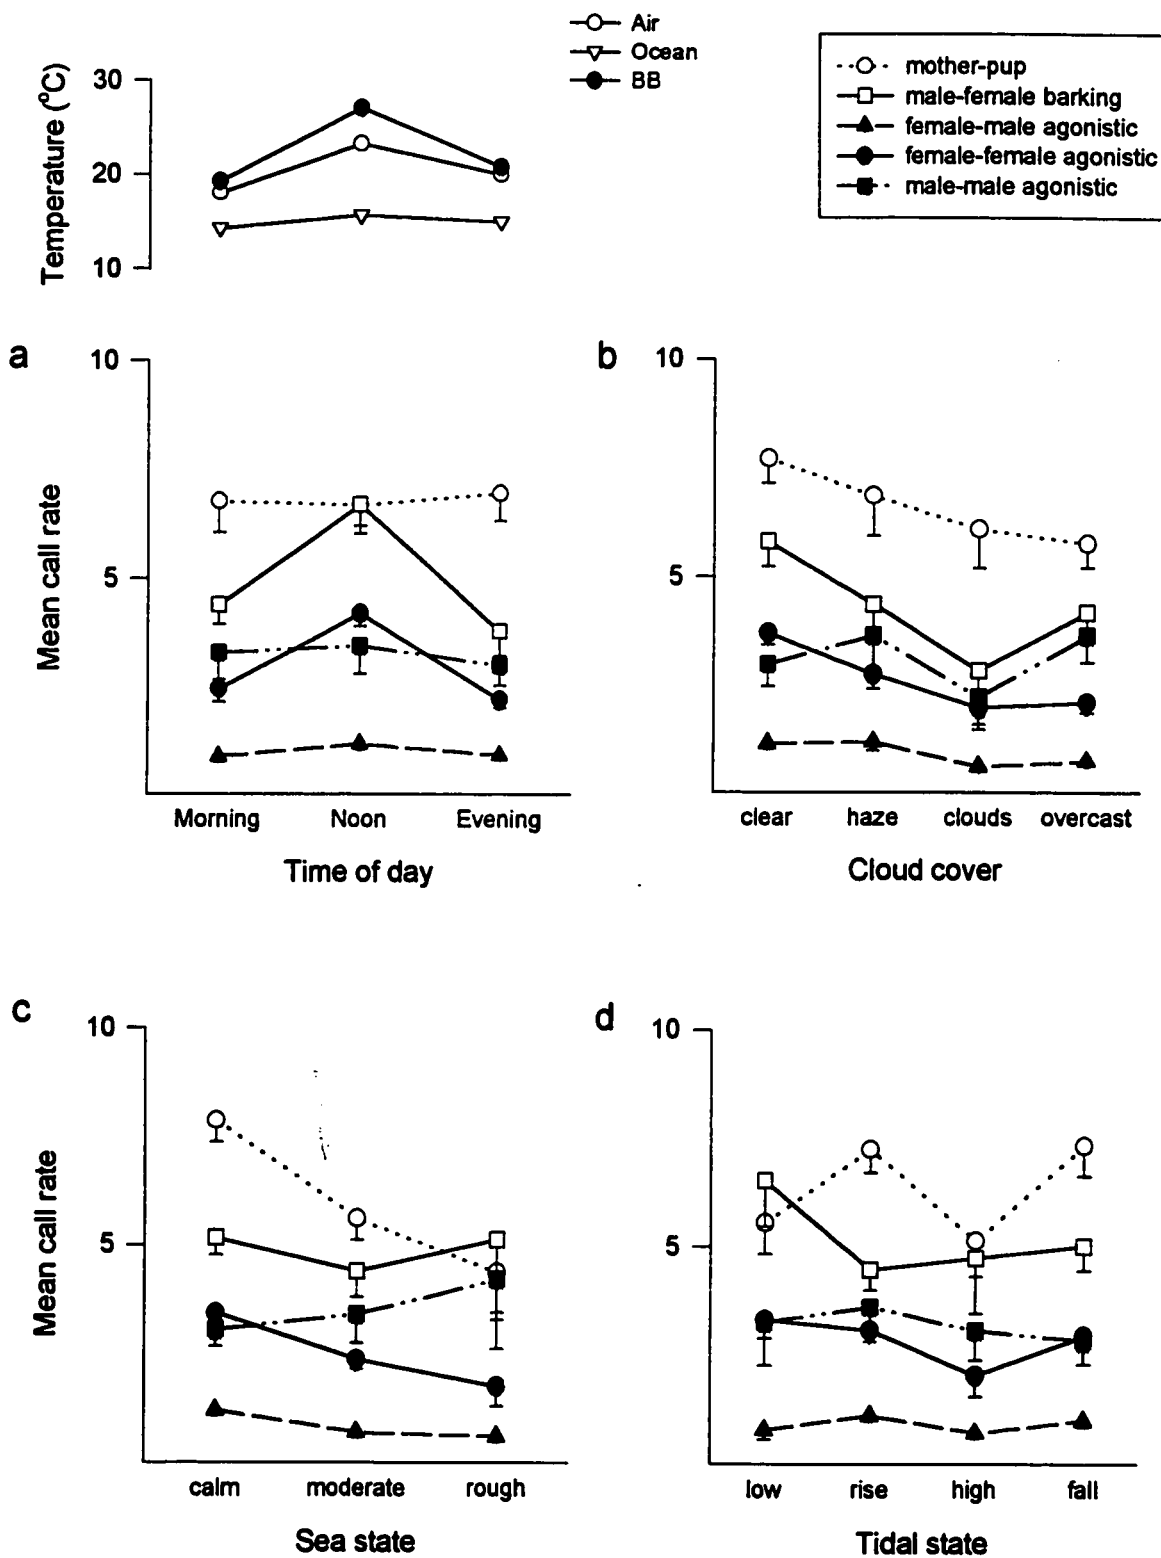 Air
Ocean
BB
mother-pup
male-female barking
female-male agonistic
female-female agonistic
male-male agonistic
Temperature (°C)
30
20
10
a
Mean call rate
10
5
Morning Noon Evening
Time of day
b
10
5
clear haze clouds overcast
Cloud cover
c
Mean call rate
10
5
calm moderate rough
Sea state
d
10
5
low rise high fall
Tidal state